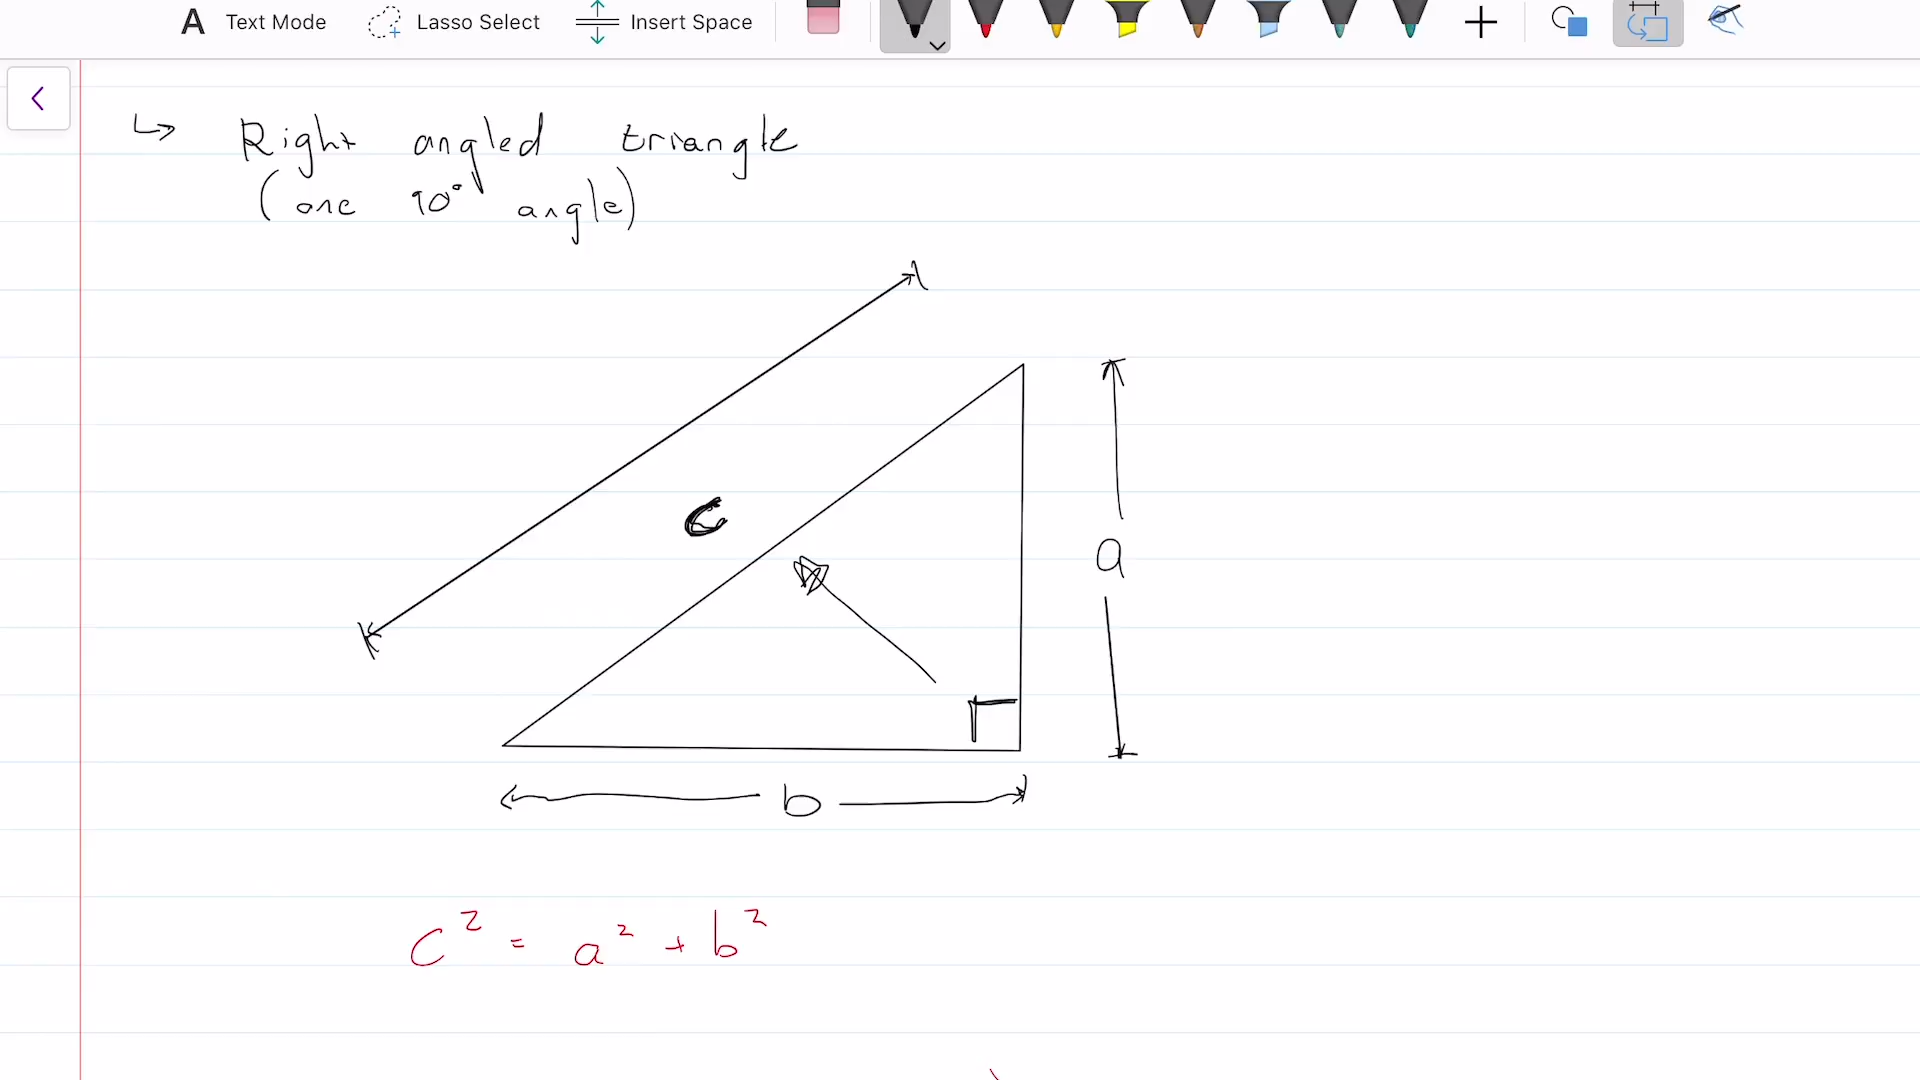 A Text Mode Lasso Select Insert Space
↳ Right angled triangle
(one 90° angle)
c
a
b
c² = a² + b²